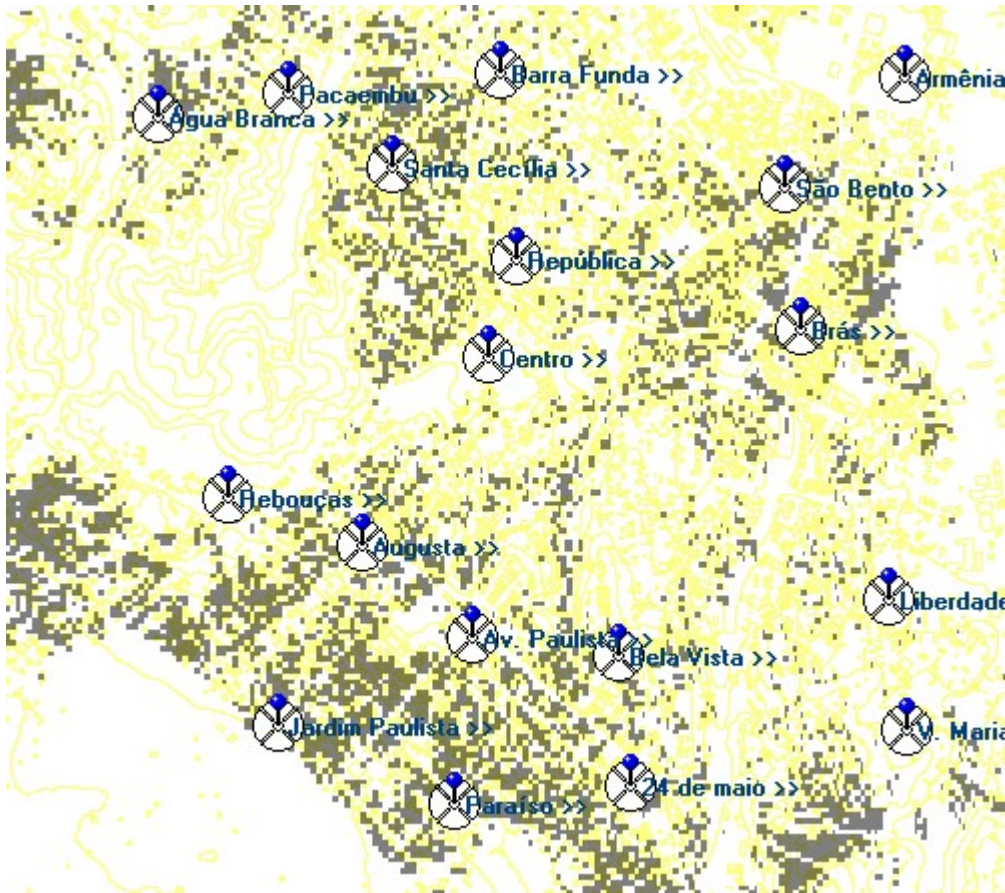 Barra Funda >>
Armênia
Pacaembu >>
Água Branca >>
Santa Cecília >>
São Bento >>
República >>
Brás >>
Centro >>
Rebouças >>
Augusta >>
Liberdade
Av. Paulista >>
Bela Vista >>
Jardim Paulista >>
V. Maria
24 de maio >>
Paraíso >>